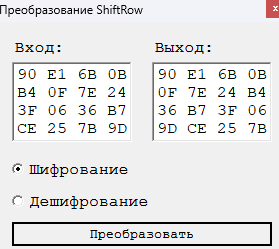 Преобразование ShiftRow x
Вход: Выход:
90 E1 6B 0B 90 E1 6B 0B
B4 0F 7E 24 0F 7E 24 B4
3F 06 36 B7 36 B7 3F 06
CE 25 7B 9D 9D CE 25 7B
Шифрование
Дешифрование
Преобразовать